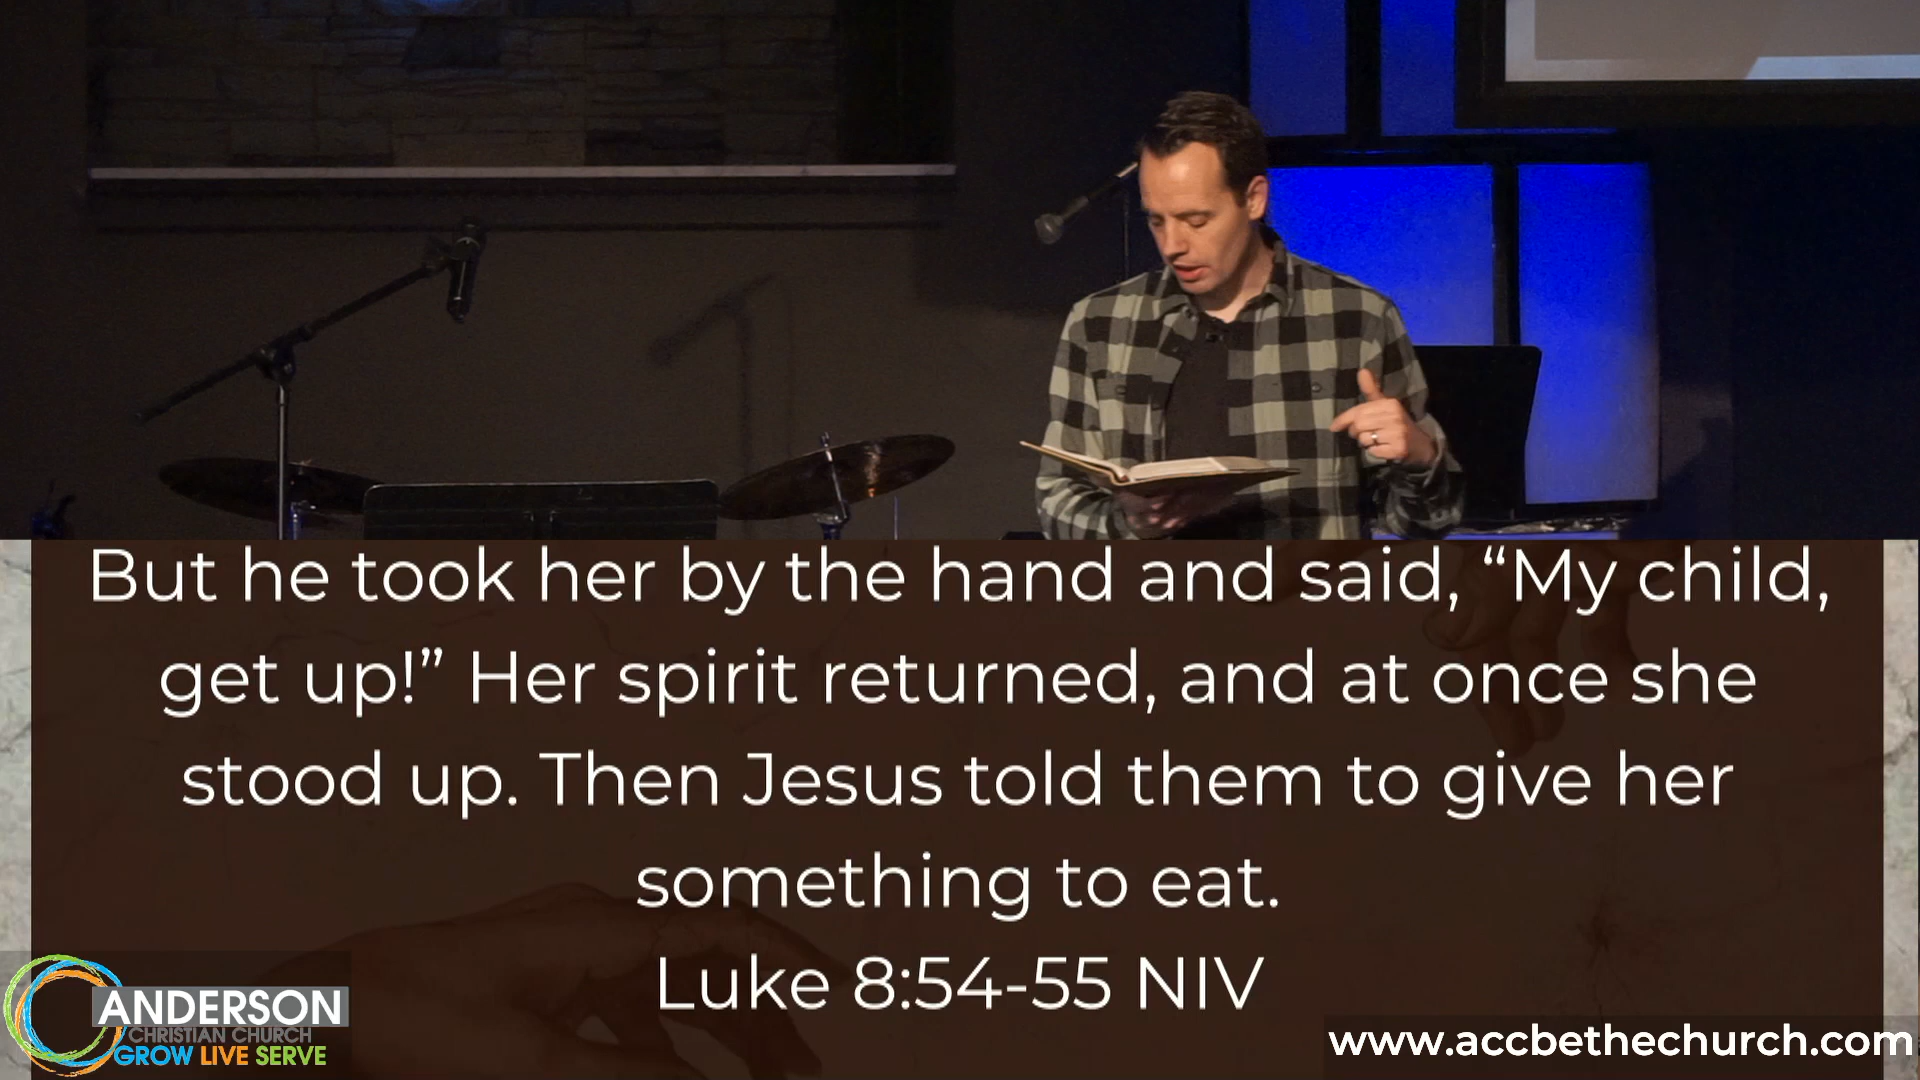 But he took her by the hand and said, “My child,
get up!” Her spirit returned, and at once she
stood up. Then Jesus told them to give her
something to eat.
Luke 8:54-55 NIV
ANDERSON
CHRISTIAN CHURCH
GROW LIVE SERVE
www.accbethechurch.com